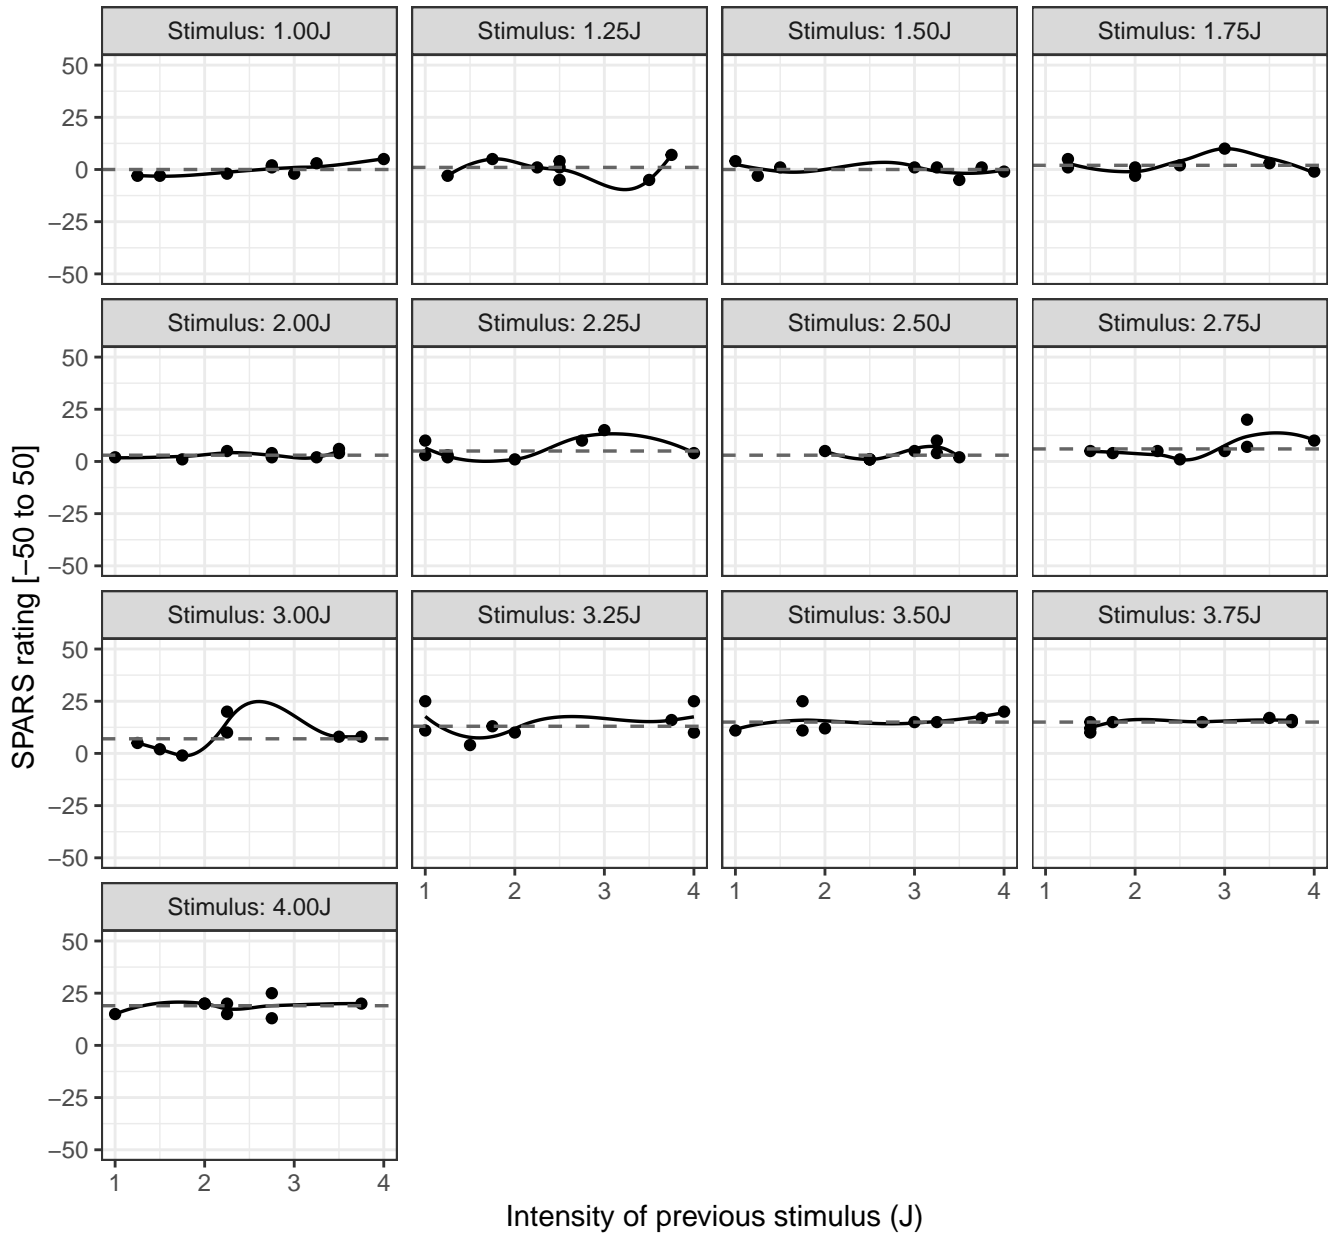 Stimulus: 1.00J Stimulus: 1.25J Stimulus: 1.50J Stimulus: 1.75J
50
25
0
−25
−50
Stimulus: 2.00J Stimulus: 2.25J Stimulus: 2.50J Stimulus: 2.75J
50
25
0
−25
−50
Stimulus: 3.00J Stimulus: 3.25J Stimulus: 3.50J Stimulus: 3.75J
50
25
0
−25
−50
1 2 3 4 1 2 3 4 1 2 3 4
Stimulus: 4.00J
50
25
0
−25
−50
1 2 3 4
SPARS rating [−50 to 50]
Intensity of previous stimulus (J)